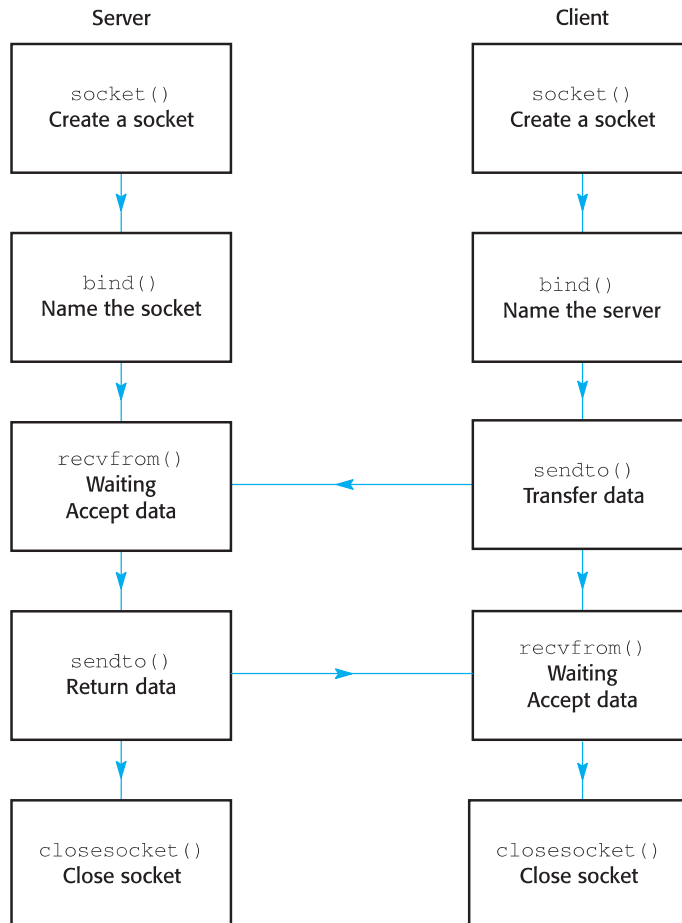 Server
socket()
Create a socket
bind()
Name the socket
recvfrom()
Waiting
Accept data
sendto()
Return data
closesocket()
Close socket
Client
socket()
Create a socket
bind()
Name the server
sendto()
Transfer data
recvfrom()
Waiting
Accept data
closesocket()
Close socket